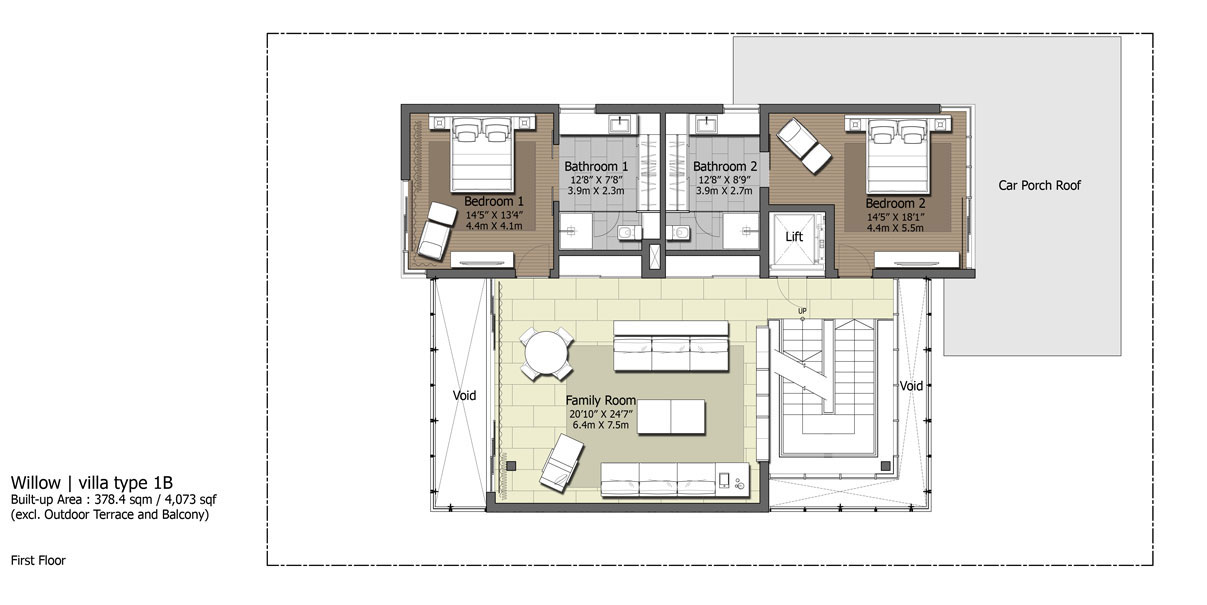 Bathroom 1
12'8” X 7'8”
3.9m X 2.3m
Bathroom 2
12'8” X 8'9”
3.9m X 2.7m
Car Porch Roof
Bedroom 1
14'5” X 13'4”
4.4m X 4.1m
Bedroom 2
14'5” X 18'1”
4.4m X 5.5m
Lift
UP
Void
Void
Family Room
20'10” X 24'7”
6.4m X 7.5m
Willow | villa type 1B
Built-up Area : 378.4 sqm / 4,073 sqf
(excl. Outdoor Terrace and Balcony)
First Floor